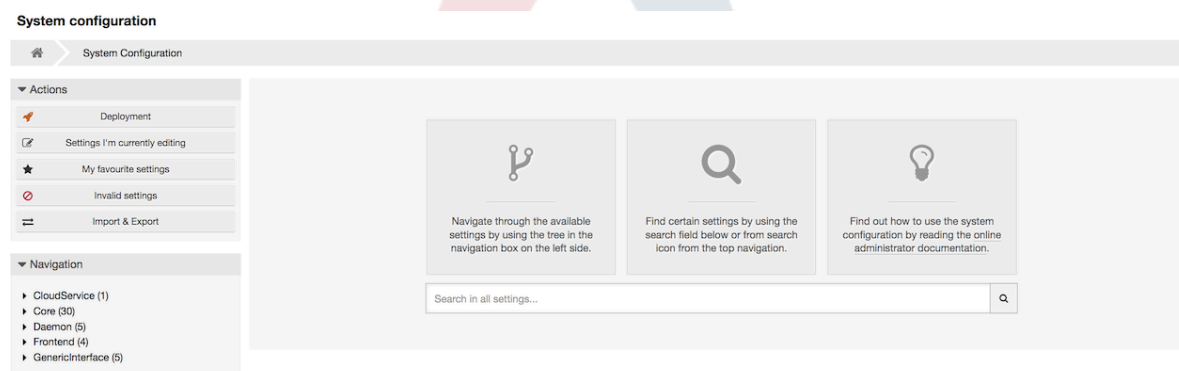 System configuration
System Configuration
Actions
Deployment
Settings I'm currently editing
My favourite settings
Invalid settings
Import & Export
Navigation
CloudService (1)
Core (30)
Daemon (5)
Frontend (4)
GenericInterface (5)
Navigate through the available
settings by using the tree in the
navigation box on the left side.
Find certain settings by using the
search field below or from search
icon from the top navigation.
Find out how to use the system
configuration by reading the online
administrator documentation.
Search in all settings...